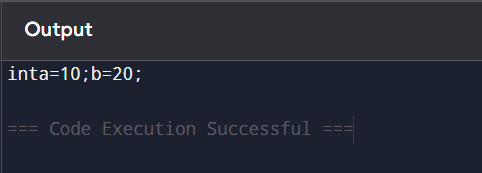 Output
inta=10;b=20;
=== Code Execution Successful ===